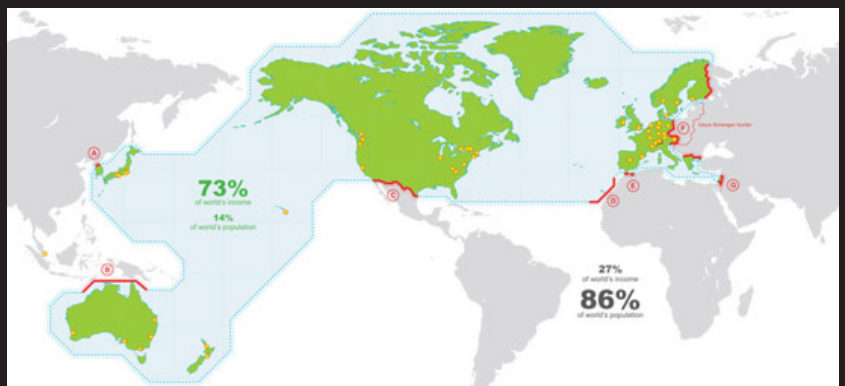 A
F
future Schengen border
73%
of world's income
14%
of world's population
C
D
E
G
B
27%
of world's income
86%
of world's population